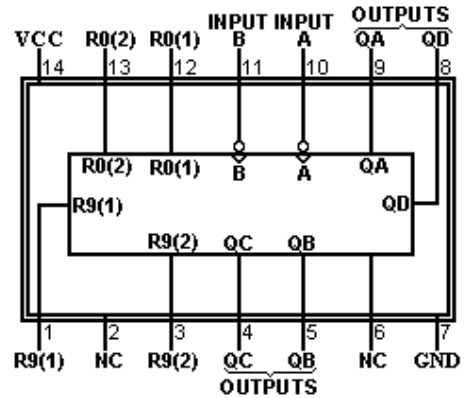 INPUT INPUT OUTPUTS
VCC R0(2) R0(1) B A QA QD
14 13 12 11 10 9 8
R0(2) R0(1) B A QA
R9(1) QD
R9(2) QC QB
1 2 3 4 5 6 7
R9(1) NC R9(2) QC QB NC GND
OUTPUTS